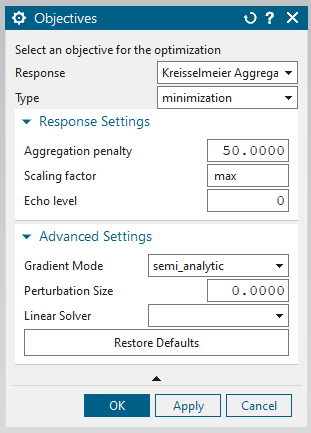 Objectives
Select an objective for the optimization
Response Kreisselmeier Aggrega
Type minimization
Response Settings
Aggregation penalty 50.0000
Scaling factor max
Echo level 0
Advanced Settings
Gradient Mode semi_analytic
Perturbation Size 0.0000
Linear Solver
Restore Defaults
OK Apply Cancel